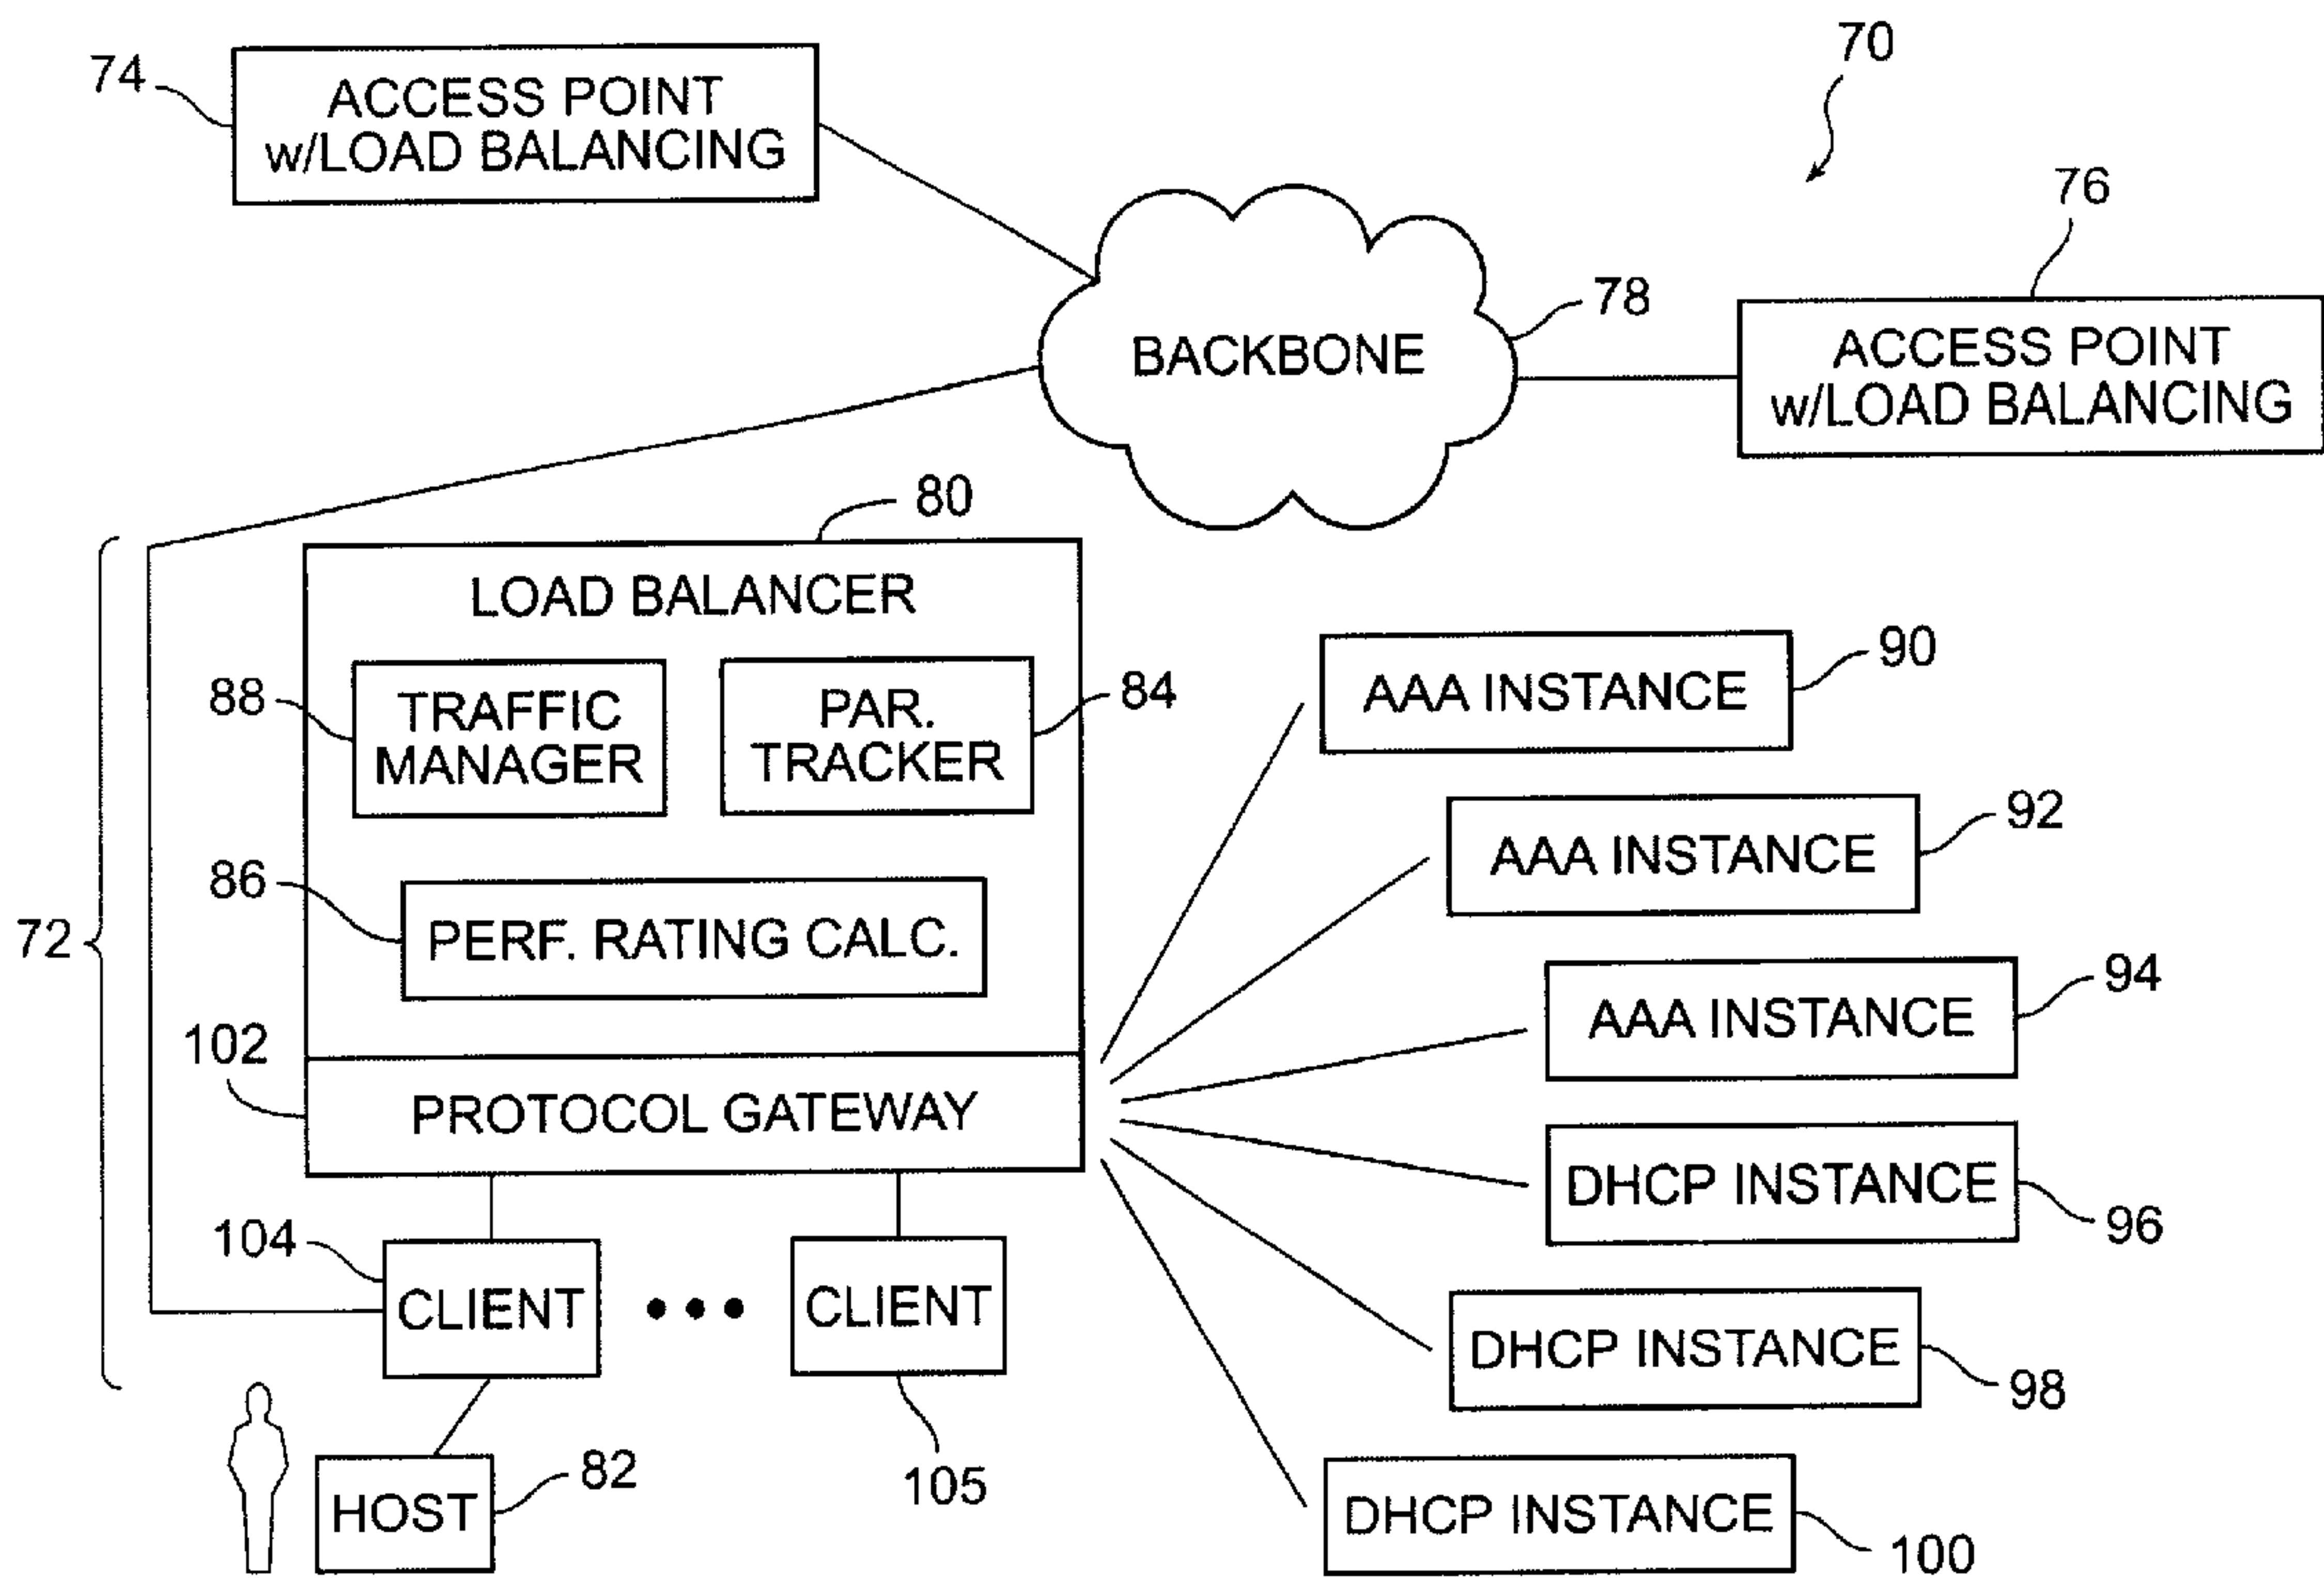 70
74
ACCESS POINT
w/LOAD BALANCING
76
78
BACKBONE
ACCESS POINT
w/LOAD BALANCING
80
LOAD BALANCER
88
TRAFFIC
MANAGER
PAR.
TRACKER
84
86
PERF. RATING CALC.
72
102
PROTOCOL GATEWAY
90
AAA INSTANCE
92
AAA INSTANCE
94
AAA INSTANCE
DHCP INSTANCE
96
DHCP INSTANCE
98
DHCP INSTANCE
100
104
CLIENT
CLIENT
105
HOST
82